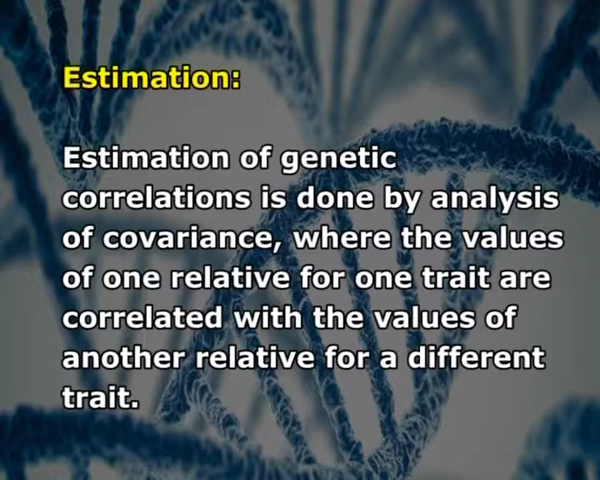 Estimation:
Estimation of genetic
correlations is done by analysis
of covariance, where the values
of one relative for one trait are
correlated with the values of
another relative for a different
trait.